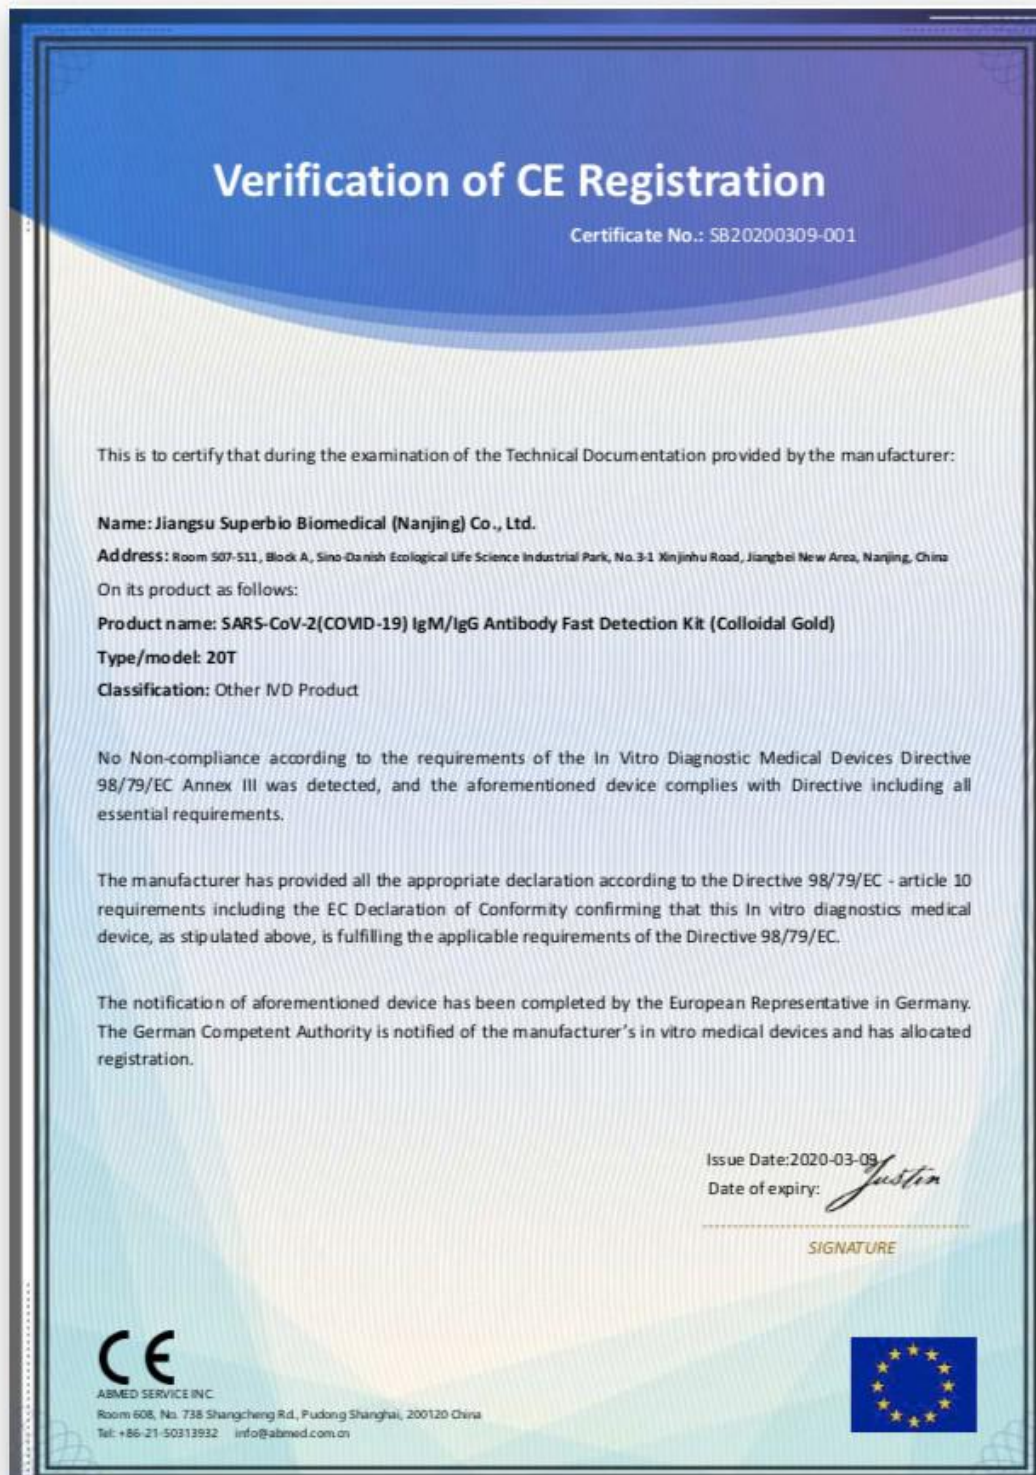 Verification of CE Registration
Certificate No.: SB20200309-001
This is to certify that during the examination of the Technical Documentation provided by the manufacturer:
Name: Jiangsu Superbio Biomedical (Nanjing) Co., Ltd.
Address: Room 507-511, Block A, Sino-Danish Ecological Life Science Industrial Park, No.3-1 Xinjinhu Road, Jiangbei New Area, Nanjing, China
On its product as follows:
Product name: SARS-CoV-2(COVID-19) IgM/IgG Antibody Fast Detection Kit (Colloidal Gold)
Type/model: 20T
Classification: Other IVD Product
No Non-compliance according to the requirements of the In Vitro Diagnostic Medical Devices Directive
98/79/EC Annex III was detected, and the aforementioned device complies with Directive including all
essential requirements.
The manufacturer has provided all the appropriate declaration according to the Directive 98/79/EC - article 10
requirements including the EC Declaration of Conformity confirming that this In vitro diagnostics medical
device, as stipulated above, is fulfilling the applicable requirements of the Directive 98/79/EC.
The notification of aforementioned device has been completed by the European Representative in Germany.
The German Competent Authority is notified of the manufacturer's in vitro medical devices and has allocated
registration.
Issue Date:2020-03-09
Date of expiry:
Justin
SIGNATURE
CE
ABMED SERVICE INC.
Room 608, No. 738 Shangcheng Rd., Pudong Shanghai, 200120 China
Tel: +86-21-50313932 info@abmed.com.cn